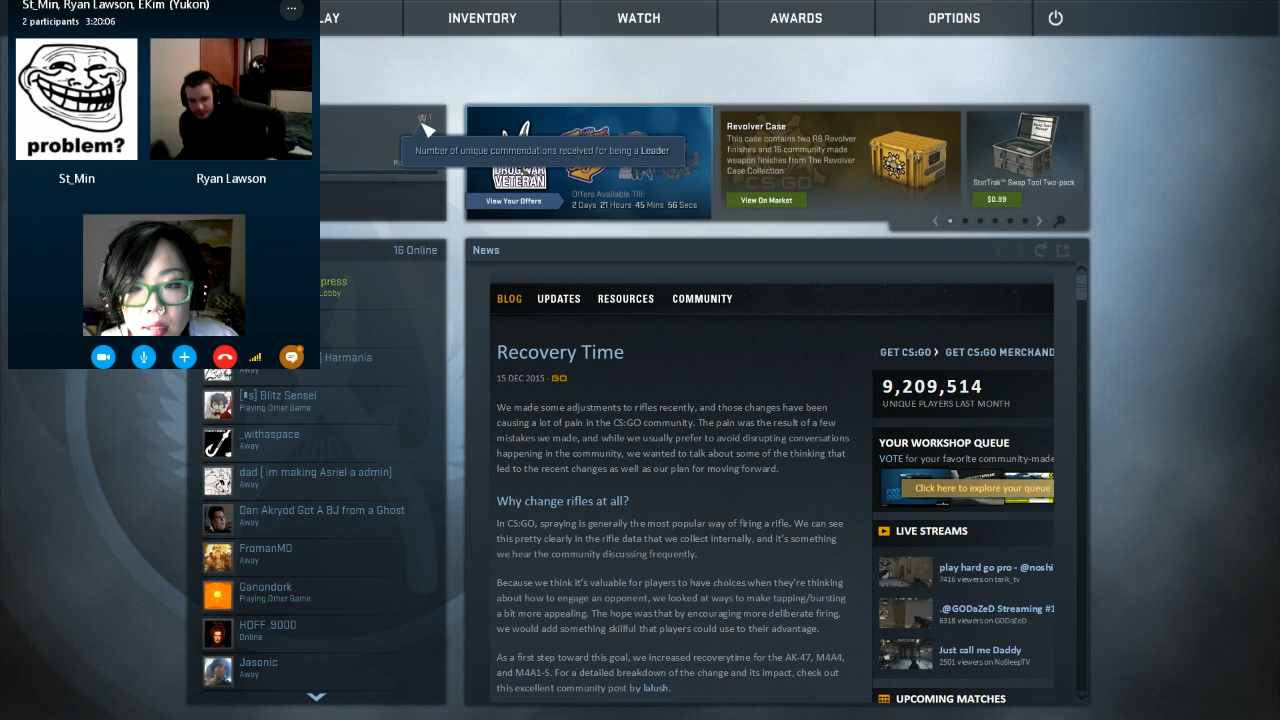 St_Min, Ryan Lawson, EKim (Yukon)
2 participants 3:20:06
...
problem?
St_Min
Ryan Lawson
LAY
INVENTORY
WATCH
AWARDS
OPTIONS
Number of unique commendations received for being a Leader
DRUG WAR
VETERAN
View Your Offers
Offers Available Till:
2 Days 21 Hours 45 Mins 56 Secs
Revolver Case
This case contains two R8 Revolver
finishes and 15 community made
weapon finishes from The Revolver
Case Collection
CS:GO
View On Market
StatTrak™ Swap Tool Two-pack
$0.99
16 Online
press
Lobby
Harmania
Away
Blitz Sensei
Playing Other Game
_withaspace
Away
dad ( im making Asriel a admin)
Away
Dan Akryod Got A BJ from a Ghost
Away
FromanMD
Away
Ganondork
Playing Other Game
HOFF_9000
Online
Jasonic
Away
News
BLOG
UPDATES
RESOURCES
COMMUNITY
Recovery Time
15 DEC 2015 - GO
We made some adjustments to rifles recently, and those changes have been
causing a lot of pain in the CS:GO community. The pain was the result of a few
mistakes we made, and while we usually prefer to avoid disrupting conversations
happening in the community, we wanted to talk about some of the thinking that
led to the recent changes as well as our plan for moving forward.
Why change rifles at all?
In CS:GO, spraying is generally the most popular way of firing a rifle. We can see
this pretty clearly in the rifle data that we collect internally, and it's something
we hear the community discussing frequently.
Because we think it's valuable for players to have choices when they're thinking
about how to engage an opponent, we looked at ways to make tapping/bursting
a bit more appealing. The hope was that by encouraging more deliberate firing,
we would add something skillful that players could use to their advantage.
As a first step toward this goal, we increased recoverytime for the AK-47, M4A4,
and M4A1-S. For a detailed breakdown of the change and its impact, check out
this excellent community post by lalush.
GET CS:GO
GET CS:GO MERCHAND
9,209,514
UNIQUE PLAYERS LAST MONTH
YOUR WORKSHOP QUEUE
VOTE for your favorite community-made
Click here to explore your queue
LIVE STREAMS
play hard go pro - @noshi
7416 viewers on tarik_tv
.@GODaZeD Streaming #1
6318 viewers on GODaZeD
Just call me Daddy
2501 viewers on NoSleepTV
UPCOMING MATCHES